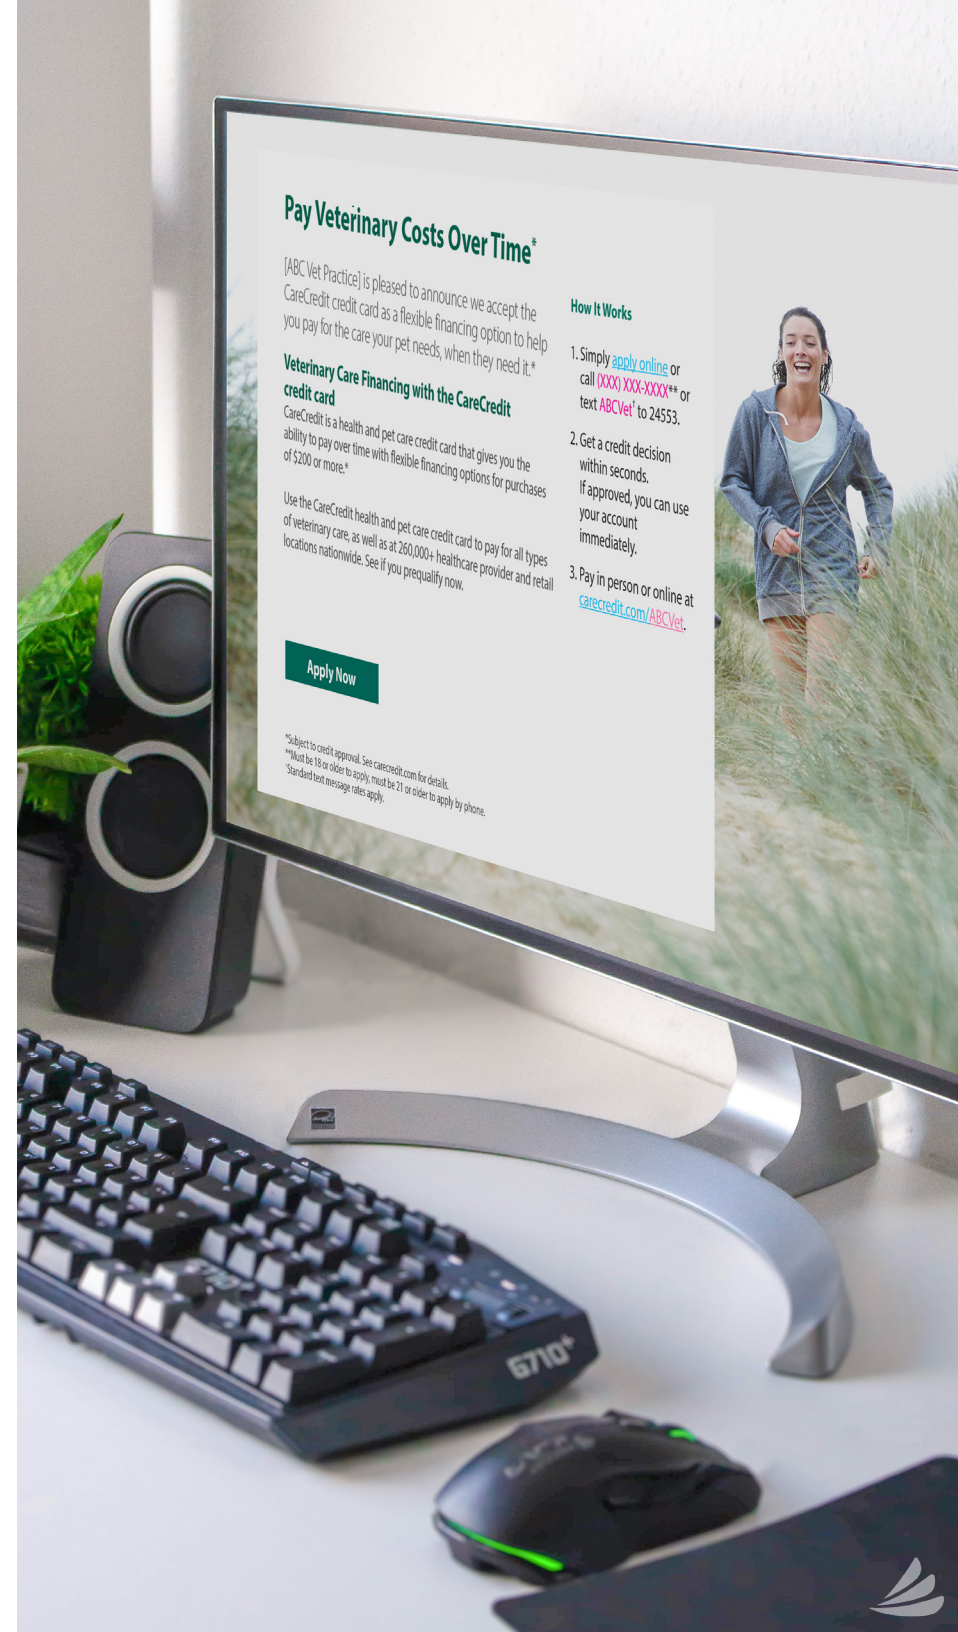 Pay Veterinary Costs Over Time*
[ABC Vet Practice] is pleased to announce we accept the
CareCredit credit card as a flexible financing option to help
you pay for the care your pet needs, when they need it.*
Veterinary Care Financing with the CareCredit
credit card
CareCredit is a health and pet care credit card that gives you the
ability to pay over time with flexible financing options for purchases
of $200 or more.*
Use the CareCredit health and pet care credit card to pay for all types
of veterinary care, as well as at 260,000+ healthcare provider and retail
locations nationwide. See if you prequalify now.
Apply Now
*Subject to credit approval. See carecredit.com for details.
**Must be 18 or older to apply, must be 21 or older to apply by phone.
†Standard text message rates apply.
How It Works
1. Simply apply online or
call (XXX) XXX-XXXX** or
text ABCVet† to 24553.
2. Get a credit decision
within seconds.
If approved, you can use
your account
immediately.
3. Pay in person or online at
carecredit.com/ABCVet.
G710+